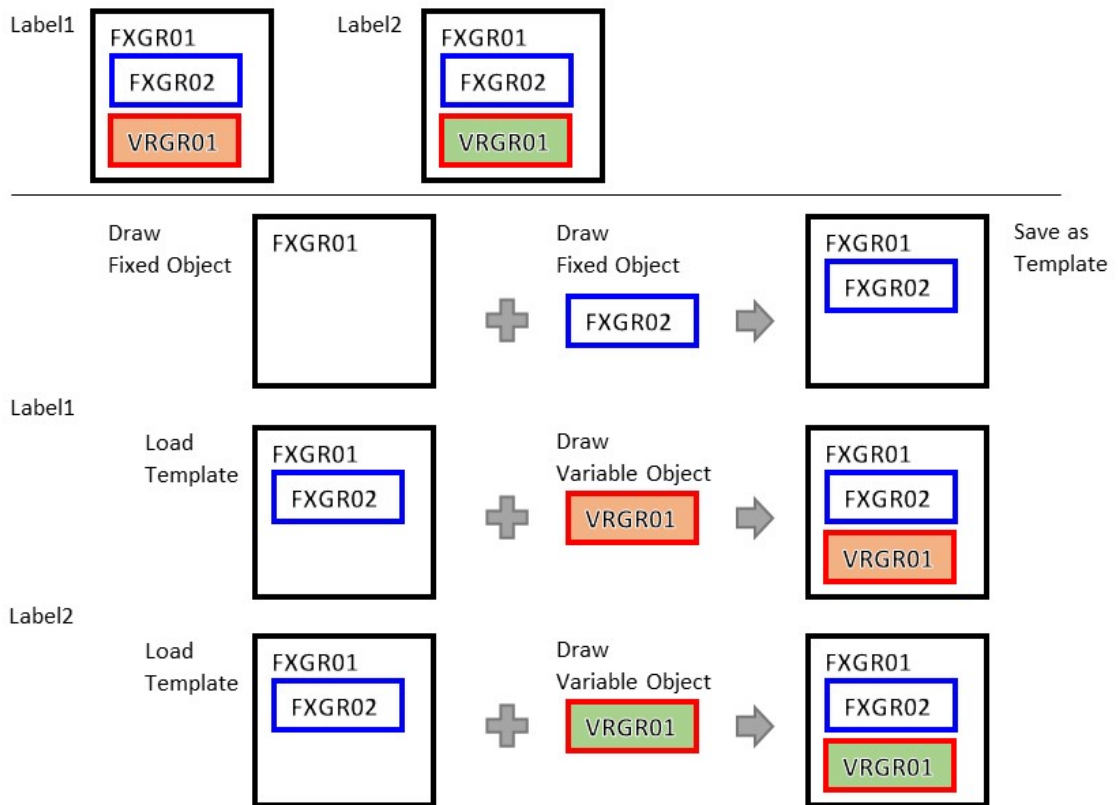 Label1
FXGR01
FXGR02
VRGR01
Label2
FXGR01
FXGR02
VRGR01
Draw
Fixed Object
FXGR01
Draw
Fixed Object
FXGR02
FXGR01
FXGR02
Save as
Template
Label1
Load
Template
FXGR01
FXGR02
Draw
Variable Object
VRGR01
FXGR01
FXGR02
VRGR01
Label2
Load
Template
FXGR01
FXGR02
Draw
Variable Object
VRGR01
FXGR01
FXGR02
VRGR01